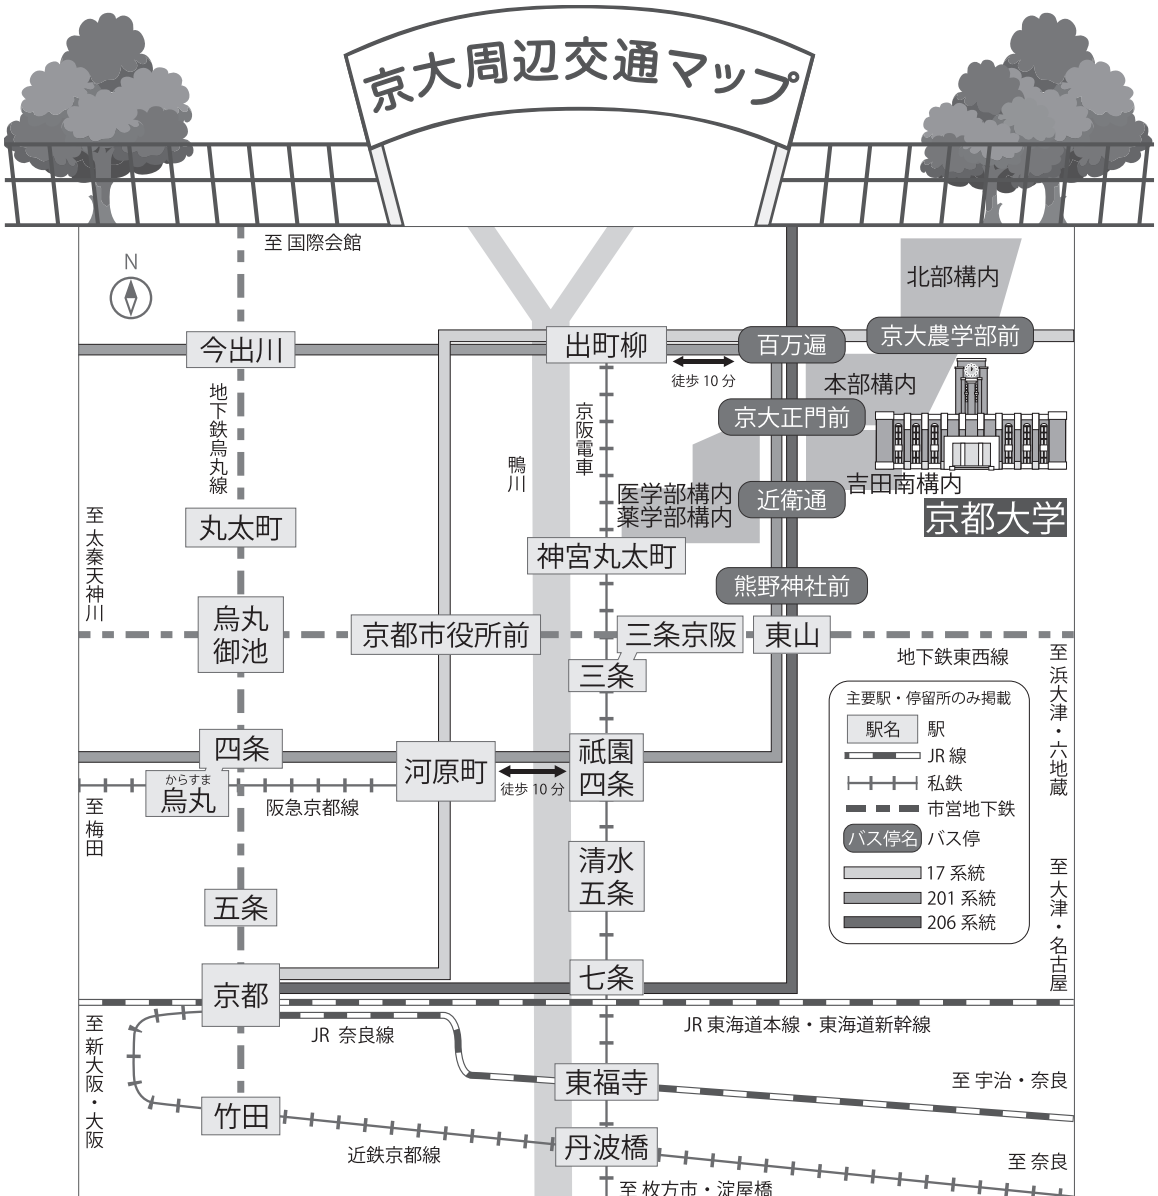 京大周辺交通マップ
至 国際会館
N
北部構内
今出川
出町柳
百万遍
京大農学部前
徒歩 10 分
本部構内
地下鉄烏丸線
京阪電車
京大正門前
鴨川
医学部構内
薬学部構内
近衛通
吉田南構内
京都大学
至 太秦天神川
丸太町
神宮丸太町
熊野神社前
烏丸
御池
京都市役所前
三条京阪
東山
三条
地下鉄東西線
至 浜大津・六地蔵
主要駅・停留所のみ掲載
駅名 駅
JR 線
私鉄
市営地下鉄
バス停名 バス停
17 系統
201 系統
206 系統
四条
からすま
烏丸
河原町
祇園
四条
徒歩 10 分
阪急京都線
至 梅田
清水
五条
五条
至 大津・名古屋
京都
七条
JR 東海道本線・東海道新幹線
JR 奈良線
至 新大阪・大阪
東福寺
至 宇治・奈良
竹田
丹波橋
近鉄京都線
至 奈良
至 枚方市・淀屋橋